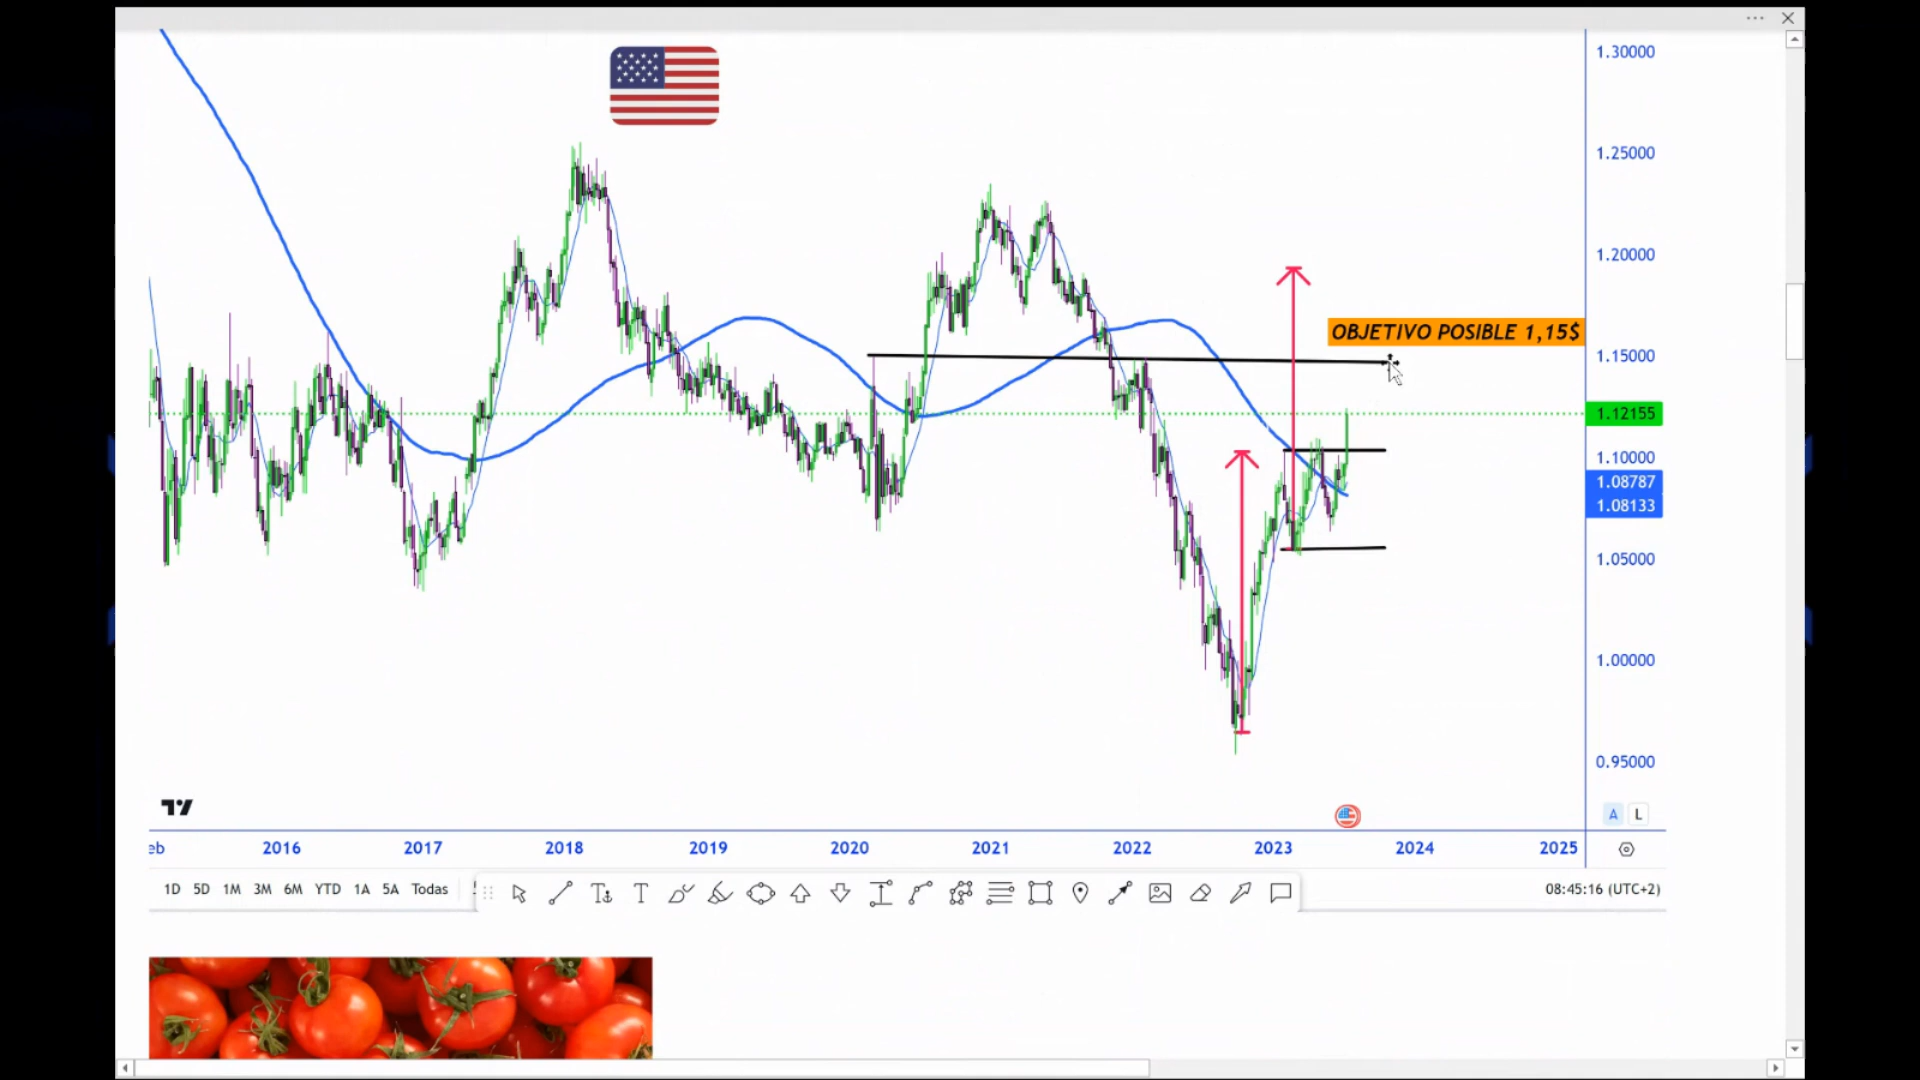 1.30000
1.25000
1.20000
OBJETIVO POSIBLE 1,15$
1.15000
1.12155
1.10000
1.08787
1.08133
1.05000
1.00000
0.95000
A L
eb 2016 2017 2018 2019 2020 2021 2022 2023 2024 2025
1D 5D 1M 3M 6M YTD 1A 5A Todas
08:45:16 (UTC+2)